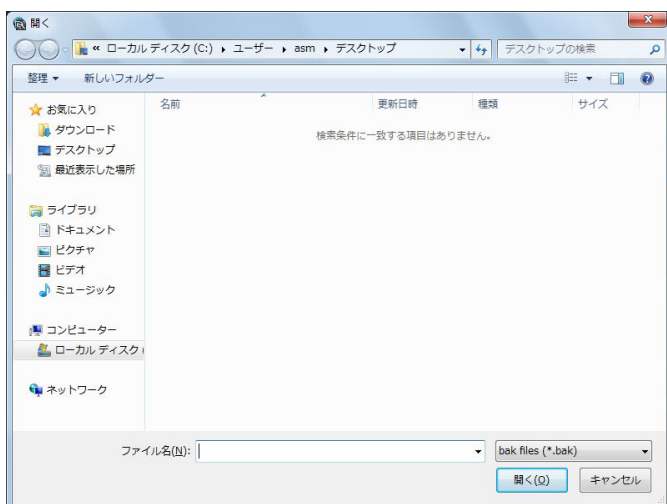 開く
« ローカル ディスク (C:) ▸ ユーザー ▸ asm ▸ デスクトップ
デスクトップの検索
整理 ▼ 新しいフォルダー
名前 更新日時 種類 サイズ
検索条件に一致する項目はありません。
お気に入り
ダウンロード
デスクトップ
最近表示した場所
ライブラリ
ドキュメント
ピクチャ
ビデオ
ミュージック
コンピューター
ローカル ディスク (
ネットワーク
ファイル名(N):
bak files (*.bak)
開く(O) キャンセル